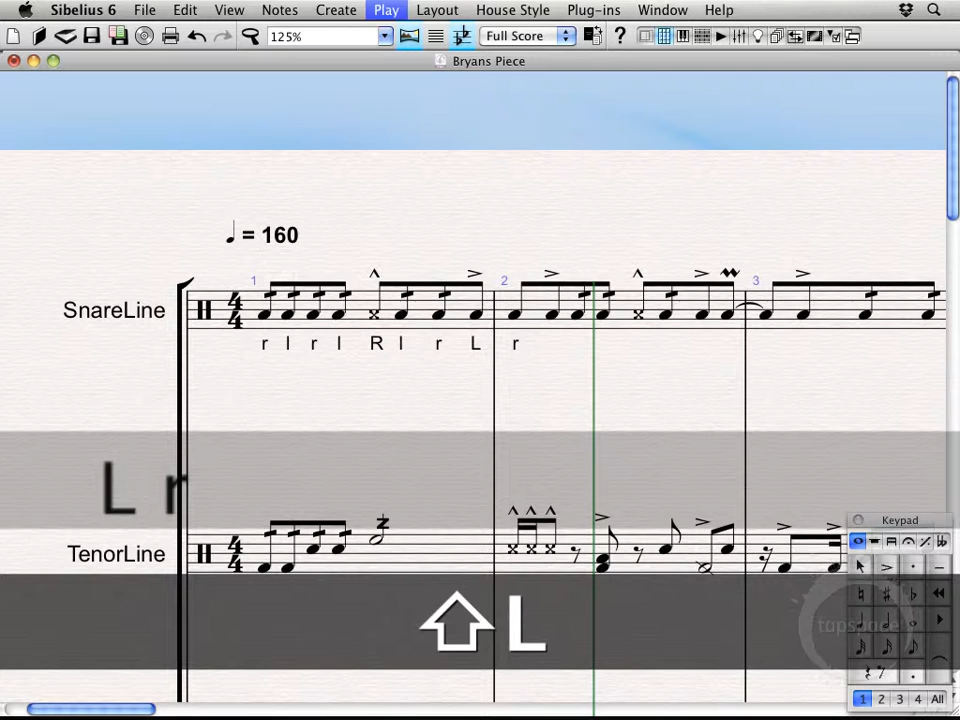 Sibelius 6 File Edit View Notes Create Play Layout House Style Plug-ins Window Help
125% Full Score ?
Bryans Piece
= 160
1 2 3
SnareLine 4 4
r l r l R l r L r
L r
Keypad
TenorLine 4 4
L
tapspace
1 2 3 4 All